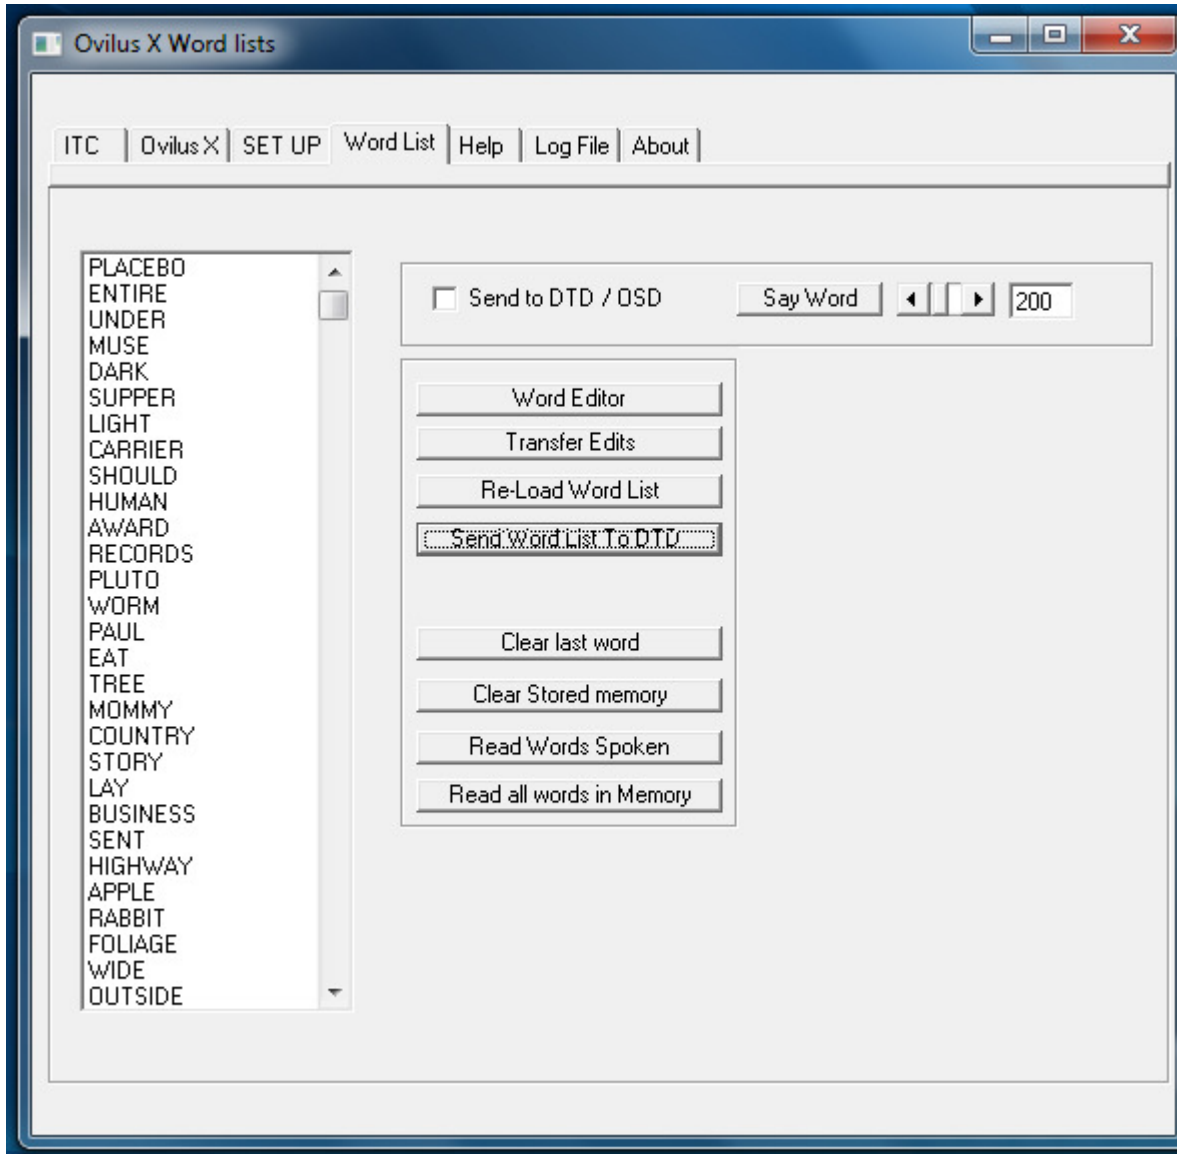 Ovilus X Word lists
ITC Ovilus X SET UP Word List Help Log File About
PLACEBO
ENTIRE
UNDER
MUSE
DARK
SUPPER
LIGHT
CARRIER
SHOULD
HUMAN
AWARD
RECORDS
PLUTO
WORM
PAUL
EAT
TREE
MOMMY
COUNTRY
STORY
LAY
BUSINESS
SENT
HIGHWAY
APPLE
RABBIT
FOLIAGE
WIDE
OUTSIDE
Send to DTD / OSD Say Word 200
Word Editor
Transfer Edits
Re-Load Word List
Send Word List To DTD
Clear last word
Clear Stored memory
Read Words Spoken
Read all words in Memory